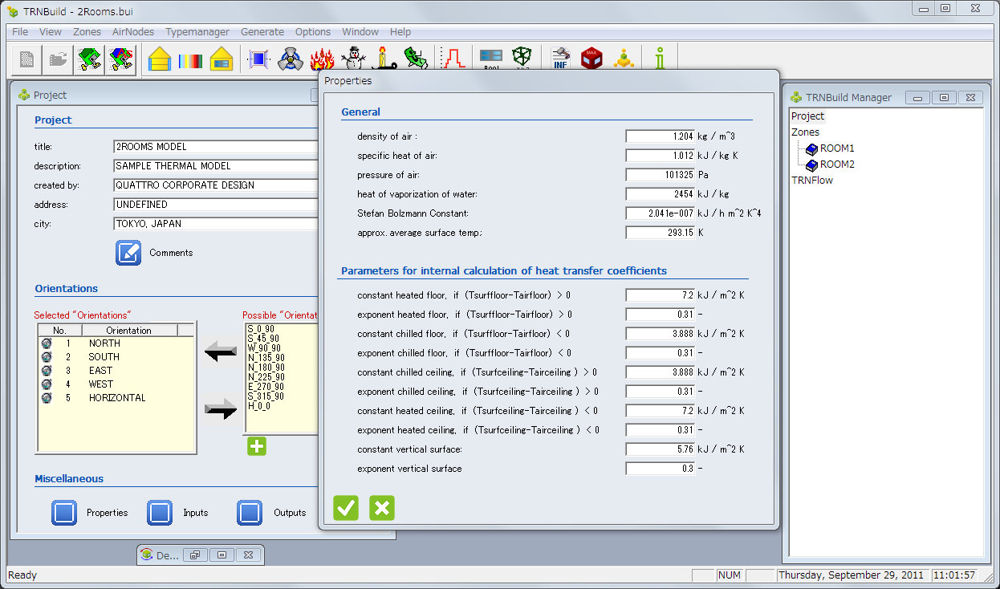 TRNBuild - 2Rooms.bui
File View Zones AirNodes Typemanager Generate Options Window Help
INF
MAX
Project
Project
title: 2ROOMS MODEL
description: SAMPLE THERMAL MODEL
created by: QUATTRO CORPORATE DESIGN
address: UNDEFINED
city: TOKYO, JAPAN
Comments
Orientations
Selected "Orientations"
No. Orientation
1 NORTH
2 SOUTH
3 EAST
4 WEST
5 HORIZONTAL
Possible "Orientat
S_0_90
S_45_90
W_90_90
N_135_90
N_180_90
N_225_90
E_270_90
S_315_90
H_0_0
Miscellaneous
Properties Inputs Outputs
De...
Properties
General
density of air : 1.204 kg / m^3
specific heat of air: 1.012 kJ / kg K
pressure of air: 101325 Pa
heat of vaporization of water: 2454 kJ / kg
Stefan Bolzmann Constant: 2.041e-007 kJ / h m^2 K^4
approx. average surface temp; 293.15 K
Parameters for internal calculation of heat transfer coefficients
constant heated floor, if (Tsurffloor-Tairfloor) > 0 7.2 kJ / m^2 K
exponent heated floor, if (Tsurffloor-Tairfloor) > 0 0.31 -
constant chilled floor, if (Tsurffloor-Tairfloor) < 0 3.888 kJ / m^2 K
exponent chilled floor, if (Tsurffloor-Tairfloor) < 0 0.31 -
constant chilled ceiling, if (Tsurfceiling-Tairceiling ) > 0 3.888 kJ / m^2 K
exponent chilled ceiling, if (Tsurfceiling-Tairceiling ) > 0 0.31 -
constant heated ceiling, if (Tsurfceiling-Tairceiling ) < 0 7.2 kJ / m^2 K
exponent heated ceiling, if (Tsurfceiling-Tairceiling ) < 0 0.31 -
constant vertical surface: 5.76 kJ / m^2 K
exponent vertical surface 0.3 -
TRNBuild Manager
Project
Zones
ROOM1
ROOM2
TRNFlow
Ready NUM Thursday, September 29, 2011 11:01:57